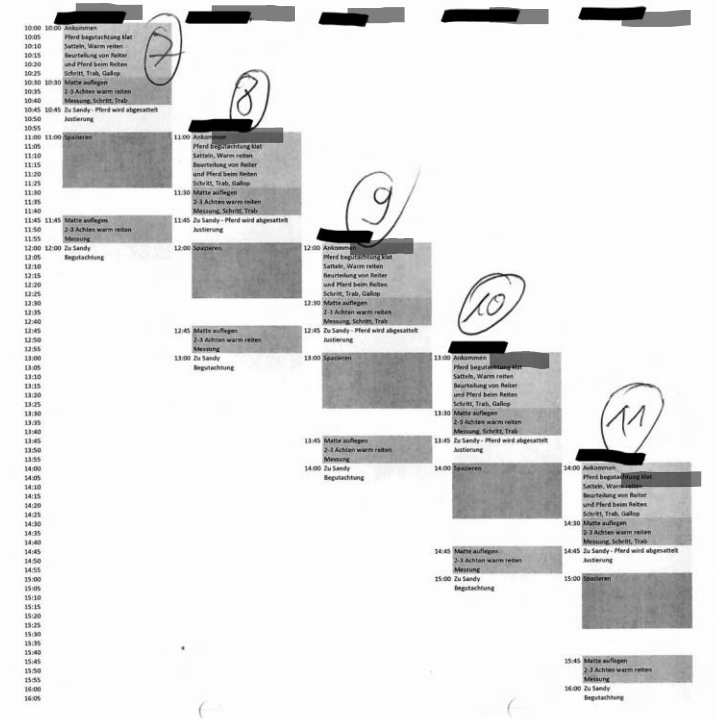 10:00
10:05
10:10
10:15
10:20
10:25
10:30
10:35
10:40
10:45
10:50
10:55
11:00
11:05
11:10
11:15
11:20
11:25
11:30
11:35
11:40
11:45
11:50
11:55
12:00
12:05
12:10
12:15
12:20
12:25
12:30
12:35
12:40
12:45
12:50
12:55
13:00
13:05
13:10
13:15
13:20
13:25
13:30
13:35
13:40
13:45
13:50
13:55
14:00
14:05
14:10
14:15
14:20
14:25
14:30
14:35
14:40
14:45
14:50
14:55
15:00
15:05
15:10
15:15
15:20
15:25
15:30
15:35
15:40
15:45
15:50
15:55
16:00
16:05
7
10:00 Ankommen
Pferd begutachtung klat
Satteln, Warm reiten
Beurteilung von Reiter
und Pferd beim Reiten
Schritt, Trab, Gallop
10:30 Matte auflegen
2-3 Achten warm reiten
Messung, Schritt, Trab
10:45 Zu Sandy - Pferd wird abgesattelt
Justierung
11:00 Spazieren
11:45 Matte auflegen
2-3 Achten warm reiten
Messung
12:00 Zu Sandy
Begutachtung
8
11:00 Ankommen
Pferd begutachtung klat
Satteln, Warm reiten
Beurteilung von Reiter
und Pferd beim Reiten
Schritt, Trab, Gallop
11:30 Matte auflegen
2-3 Achten warm reiten
Messung, Schritt, Trab
11:45 Zu Sandy - Pferd wird abgesattelt
Justierung
12:00 Spazieren
12:45 Matte auflegen
2-3 Achten warm reiten
Messung
13:00 Zu Sandy
Begutachtung
9
12:00 Ankommen
Pferd begutachtung klat
Satteln, Warm reiten
Beurteilung von Reiter
und Pferd beim Reiten
Schritt, Trab, Gallop
12:30 Matte auflegen
2-3 Achten warm reiten
Messung, Schritt, Trab
12:45 Zu Sandy - Pferd wird abgesattelt
Justierung
13:00 Spazieren
13:45 Matte auflegen
2-3 Achten warm reiten
Messung
14:00 Zu Sandy
Begutachtung
10
13:00 Ankommen
Pferd begutachtung klat
Satteln, Warm reiten
Beurteilung von Reiter
und Pferd beim Reiten
Schritt, Trab, Gallop
13:30 Matte auflegen
2-3 Achten warm reiten
Messung, Schritt, Trab
13:45 Zu Sandy - Pferd wird abgesattelt
Justierung
14:00 Spazieren
14:45 Matte auflegen
2-3 Achten warm reiten
Messung
15:00 Zu Sandy
Begutachtung
11
14:00 Ankommen
Pferd begutachtung klat
Satteln, Warm reiten
Beurteilung von Reiter
und Pferd beim Reiten
Schritt, Trab, Gallop
14:30 Matte auflegen
2-3 Achten warm reiten
Messung, Schritt, Trab
14:45 Zu Sandy - Pferd wird abgesattelt
Justierung
15:00 Spazieren
15:45 Matte auflegen
2-3 Achten warm reiten
Messung
16:00 Zu Sandy
Begutachtung